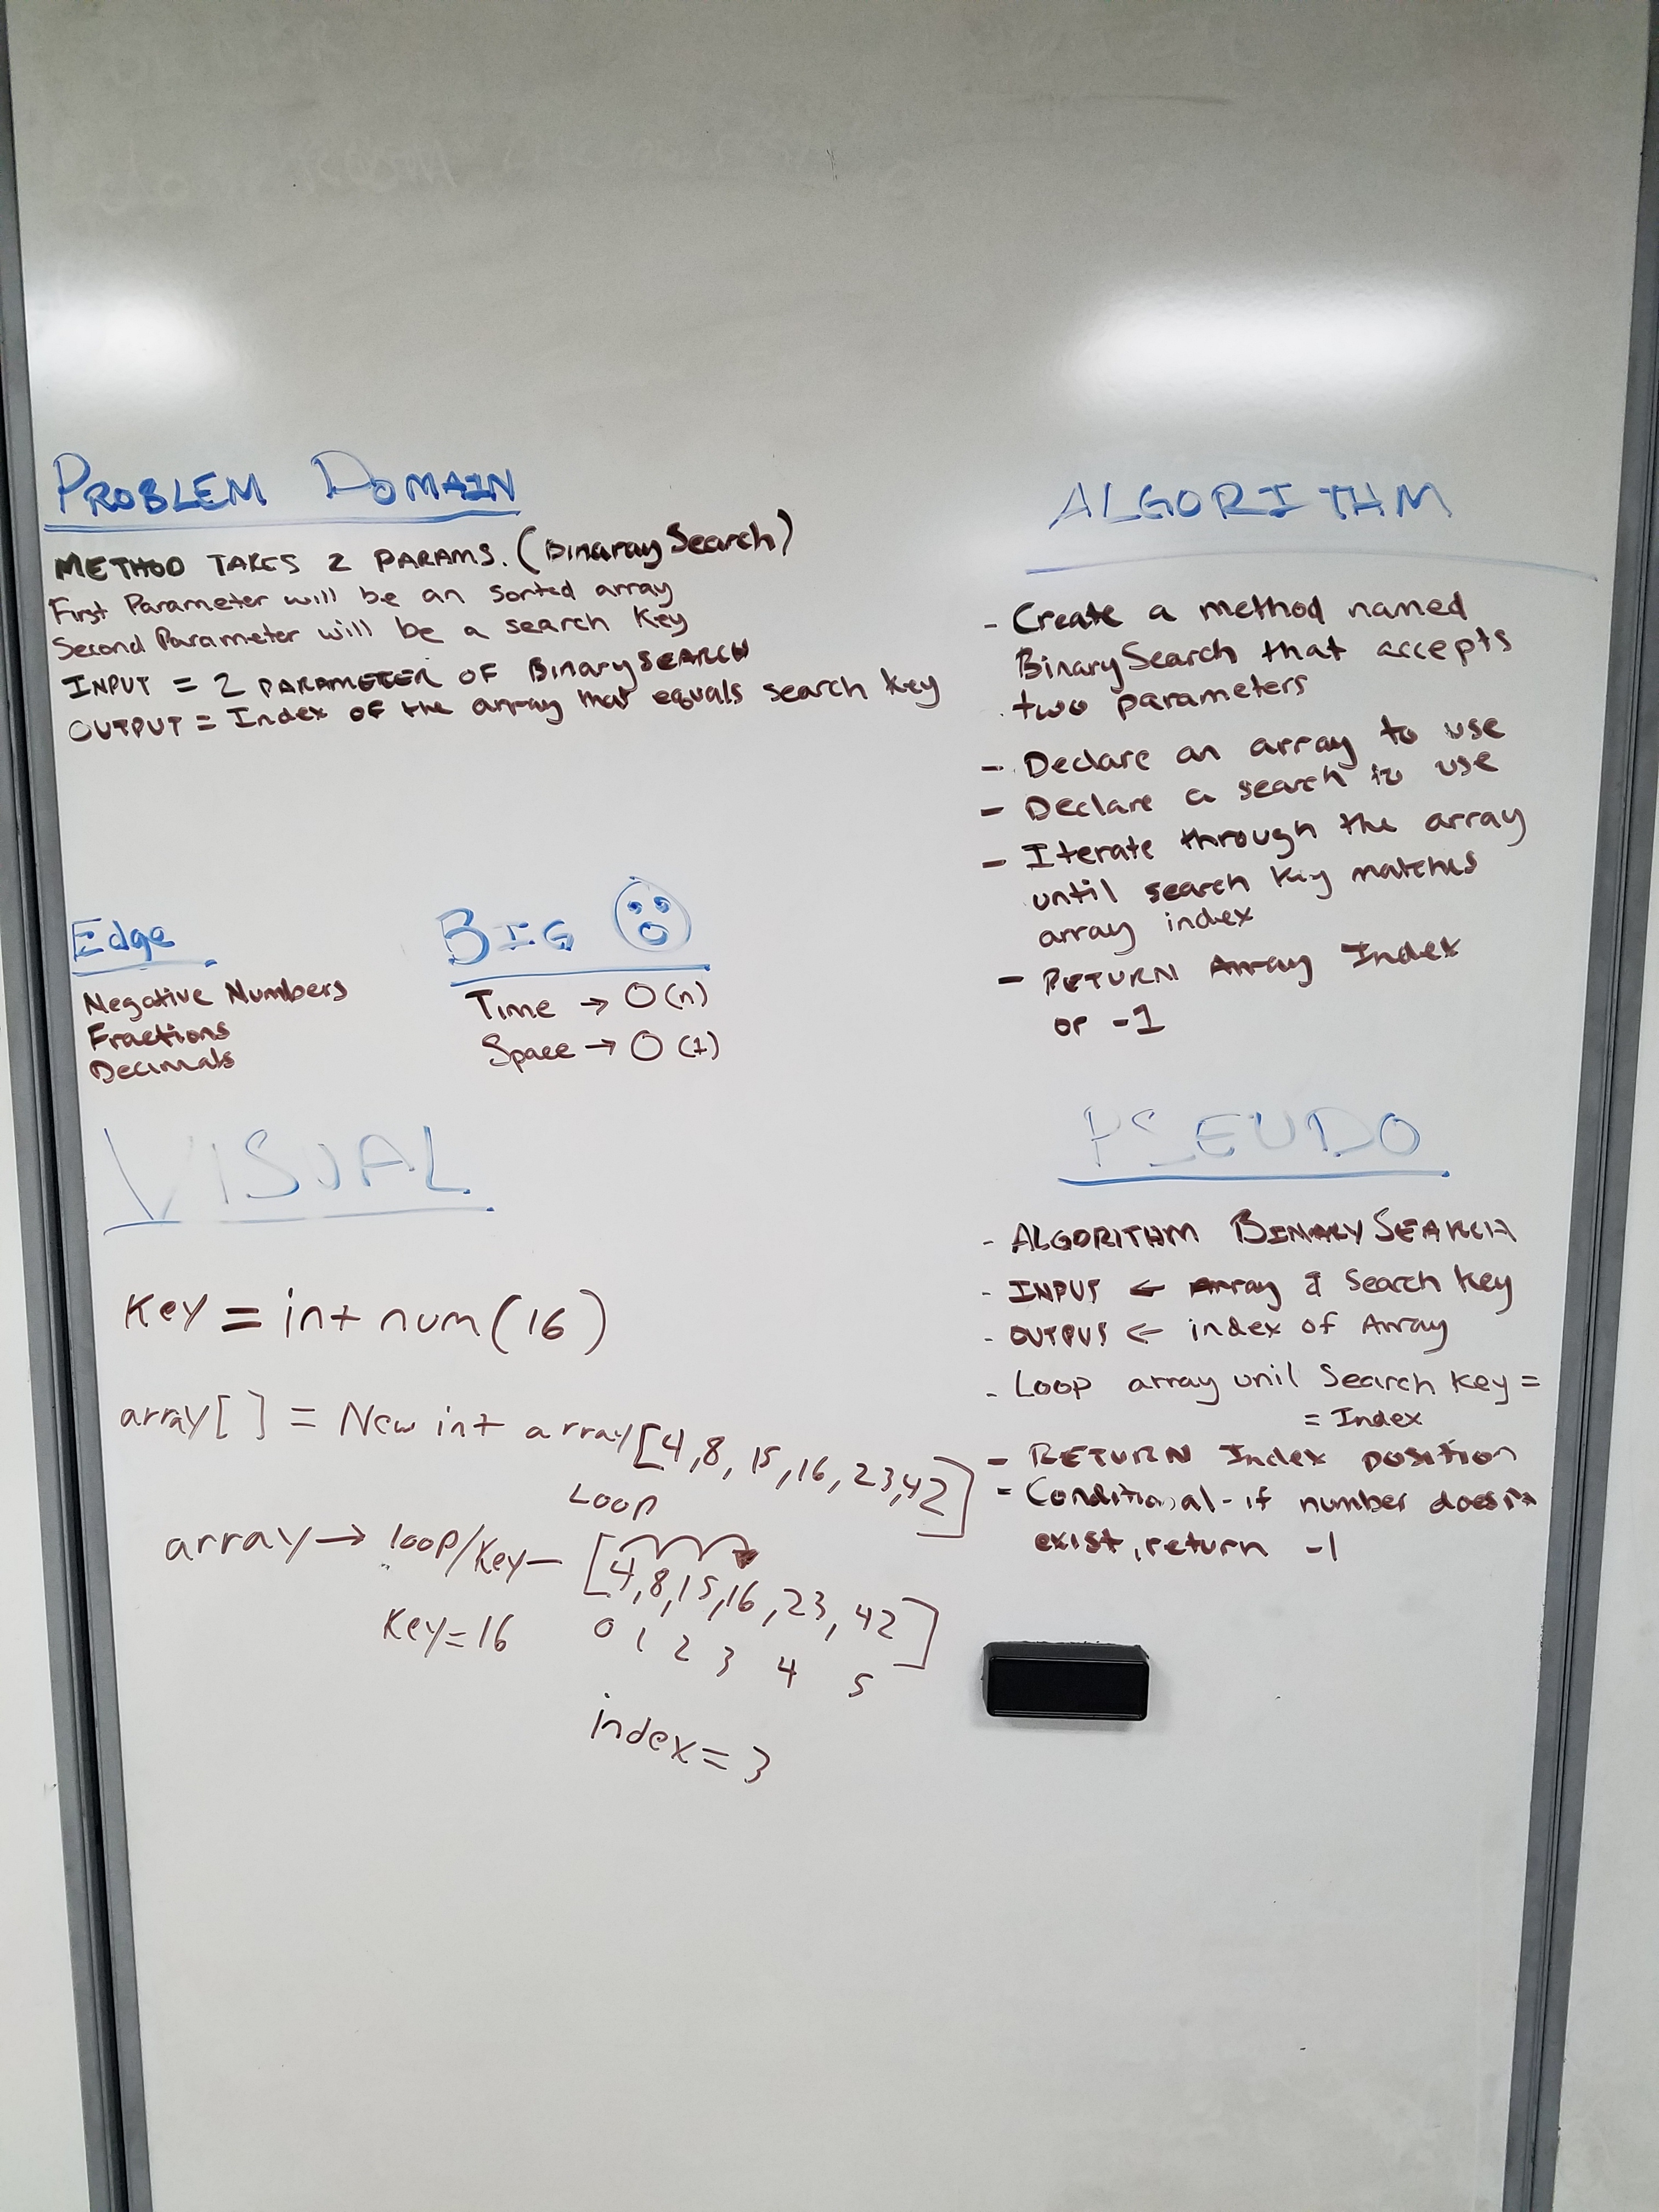 PROBLEM DOMAIN
METHOD TAKES 2 PARAMS. (BinaraySearch)
First Parameter will be an sorted array
Second Parameter will be a search Key
INPUT = 2 PARAMETER OF BINARYSEARCH
OUTPUT = Index of the array that equals search key
Edge
Negative Numbers
Fractions
Decimals
BIG
Time → O(n)
Space → O(1)
VISUAL
Key = int num(16)
array[ ] = New int array[4,8, 15,16, 23,42]
LOOP
array → loop/Key – [4,8,15,16,23,42]
Key=16 0 1 2 3 4 5
index = 3
ALGORITHM
- Create a method named
BinarySearch that accepts
two parameters
- Declare an array to use
- Declare a search to use
- Iterate through the array
until search key matches
array index
- RETURN Array Index
or -1
PSEUDO
- ALGORITHM BINARYSEARCH
- INPUT ← Array & Search Key
- OUTPUT ← index of Array
- Loop array unil Search Key =
= Index
- RETURN Index position
- Conditional - if number doesn't
exist, return -1